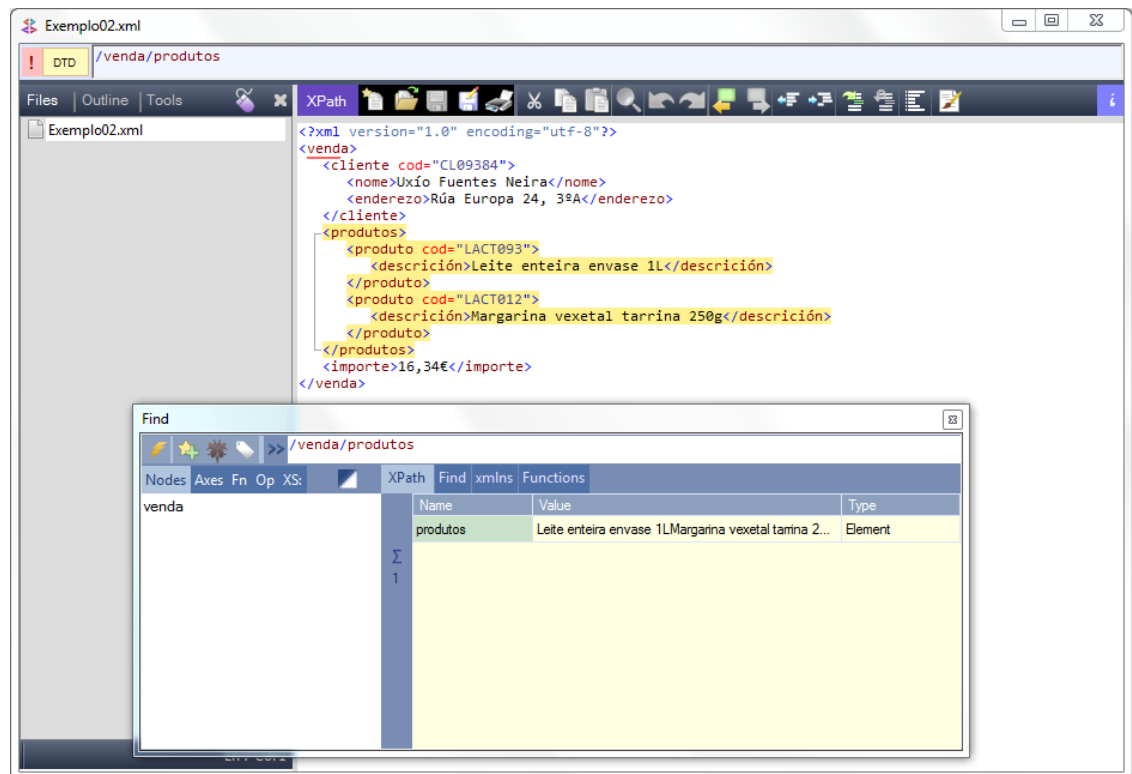 Exemplo02.xml
! DTD /venda/produtos
Files Outline Tools
XPath
i
Exemplo02.xml
<?xml version="1.0" encoding="utf-8"?>
<venda>
<cliente cod="CL09384">
<nome>Uxío Fuentes Neira</nome>
<enderezo>Rúa Europa 24, 3ºA</enderezo>
</cliente>
<produtos>
<produto cod="LACT093">
<descrición>Leite enteira envase 1L</descrición>
</produto>
<produto cod="LACT012">
<descrición>Margarina vexetal tarrina 250g</descrición>
</produto>
</produtos>
<importe>16,34€</importe>
</venda>
Find
>> /venda/produtos
Nodes Axes Fn Op XS:
XPath Find xmlns Functions
venda
Name Value Type
produtos Leite enteira envase 1LMargarina vexetal tarrina 2... Element
Σ
1